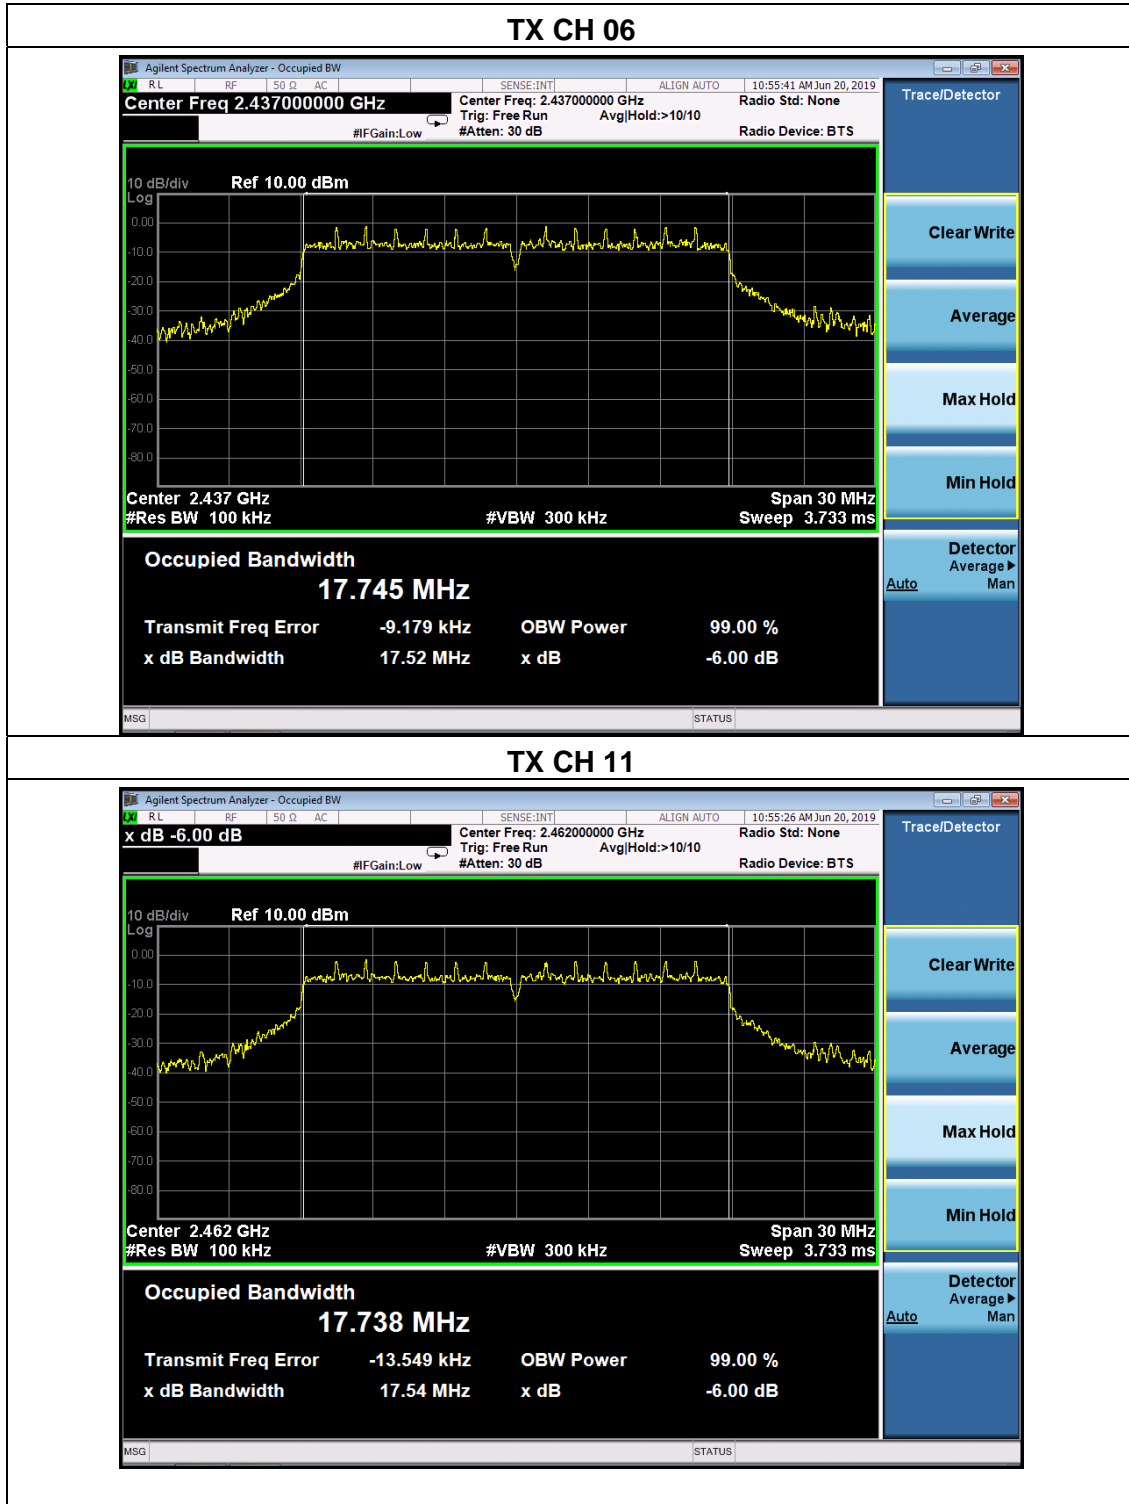 TX CH 06
Agilent Spectrum Analyzer - Occupied BW
LXI RL RF 50 Ω AC SENSE:INT ALIGN AUTO 10:55:41 AM Jun 20, 2019
Center Freq 2.437000000 GHz
Center Freq: 2.437000000 GHz Radio Std: None
Trig: Free Run Avg|Hold:>10/10
#IFGain:Low #Atten: 30 dB Radio Device: BTS
Trace/Detector
10 dB/div Ref 10.00 dBm
Log
0.00
-10.0
-20.0
-30.0
-40.0
-50.0
-60.0
-70.0
-80.0
Center 2.437 GHz Span 30 MHz
#Res BW 100 kHz #VBW 300 kHz Sweep 3.733 ms
Clear Write
Average
Max Hold
Min Hold
Detector
Average
Auto Man
Occupied Bandwidth
17.745 MHz
Transmit Freq Error -9.179 kHz OBW Power 99.00 %
x dB Bandwidth 17.52 MHz x dB -6.00 dB
MSG STATUS
TX CH 11
Agilent Spectrum Analyzer - Occupied BW
LXI RL RF 50 Ω AC SENSE:INT ALIGN AUTO 10:55:26 AM Jun 20, 2019
x dB -6.00 dB
Center Freq: 2.462000000 GHz Radio Std: None
Trig: Free Run Avg|Hold:>10/10
#IFGain:Low #Atten: 30 dB Radio Device: BTS
Trace/Detector
10 dB/div Ref 10.00 dBm
Log
0.00
-10.0
-20.0
-30.0
-40.0
-50.0
-60.0
-70.0
-80.0
Center 2.462 GHz Span 30 MHz
#Res BW 100 kHz #VBW 300 kHz Sweep 3.733 ms
Clear Write
Average
Max Hold
Min Hold
Detector
Average
Auto Man
Occupied Bandwidth
17.738 MHz
Transmit Freq Error -13.549 kHz OBW Power 99.00 %
x dB Bandwidth 17.54 MHz x dB -6.00 dB
MSG STATUS